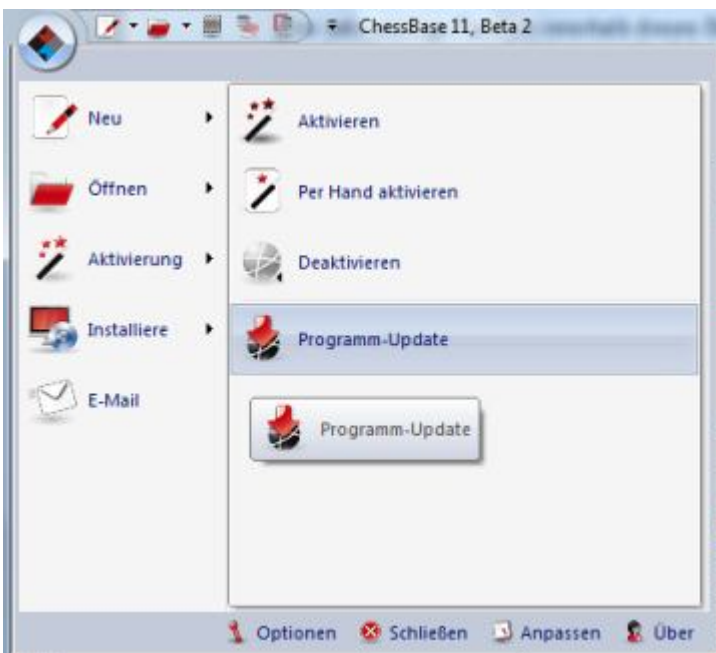 ChessBase 11, Beta 2
Neu
Öffnen
Aktivierung
Installiere
E-Mail
Aktivieren
Per Hand aktivieren
Deaktivieren
Programm-Update
Programm-Update
Optionen Schließen Anpassen Über